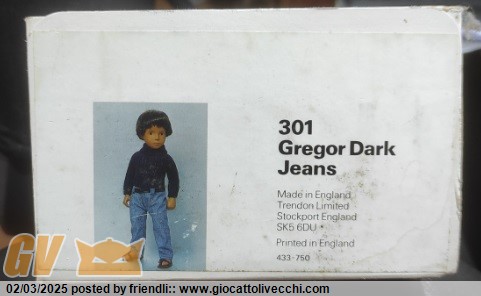 301
Gregor Dark
Jeans
Made in England
Trendon Limited
Stockport England
SK5 6DU
Printed in England
433-750
GV
02/03/2025 posted by friendli:: www.giocattolivecchi.com